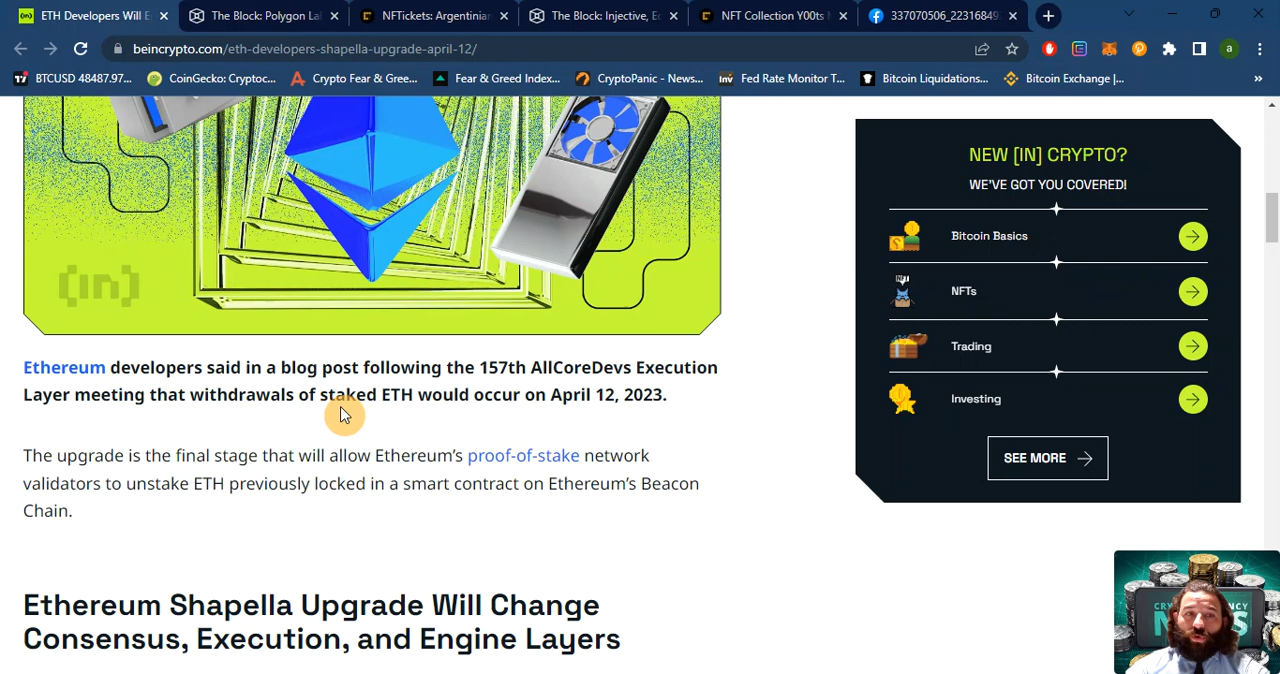 ETH Developers Will E
The Block: Polygon La
NFTickets: Argentinian
The Block: Injective, E
NFT Collection Y00ts M
337070506_22316849
beincrypto.com/eth-developers-shapella-upgrade-april-12/
a
BTCUSD 48487.97...
CoinGecko: Cryptoc...
Crypto Fear & Gree...
Fear & Greed Index...
CryptoPanic - News...
inv
Fed Rate Monitor T...
Bitcoin Liquidations...
Bitcoin Exchange |...
[in]
NEW [IN] CRYPTO?
WE'VE GOT YOU COVERED!
Bitcoin Basics
NFT
NFTs
Trading
Investing
SEE MORE
Ethereum developers said in a blog post following the 157th AllCoreDevs Execution
Layer meeting that withdrawals of staked ETH would occur on April 12, 2023.
The upgrade is the final stage that will allow Ethereum's proof-of-stake network
validators to unstake ETH previously locked in a smart contract on Ethereum's Beacon
Chain.
Ethereum Shapella Upgrade Will Change
Consensus, Execution, and Engine Layers